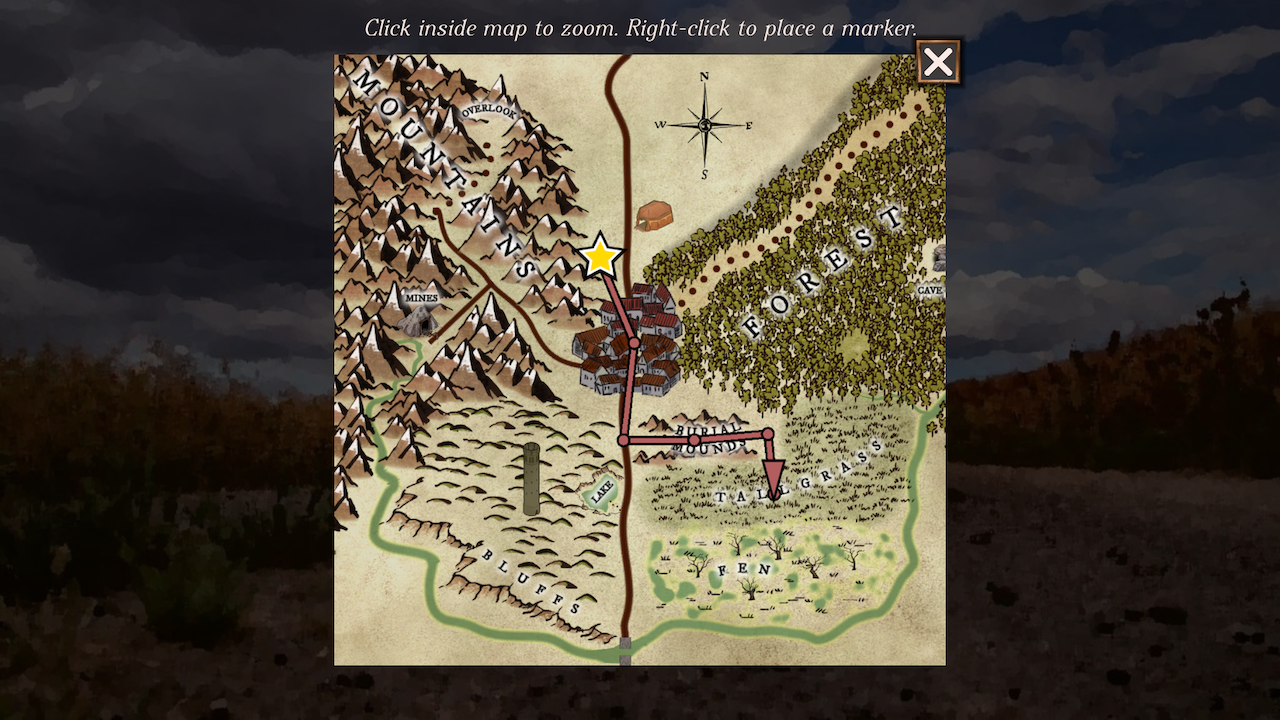 Click inside map to zoom. Right-click to place a marker.
MOUNTAINS
OVERLOOK
N
W
E
S
FOREST
CAVE
MINES
BURIAL
MOUNDS
TALL GRASS
LAKE
FEN
BLUFFS